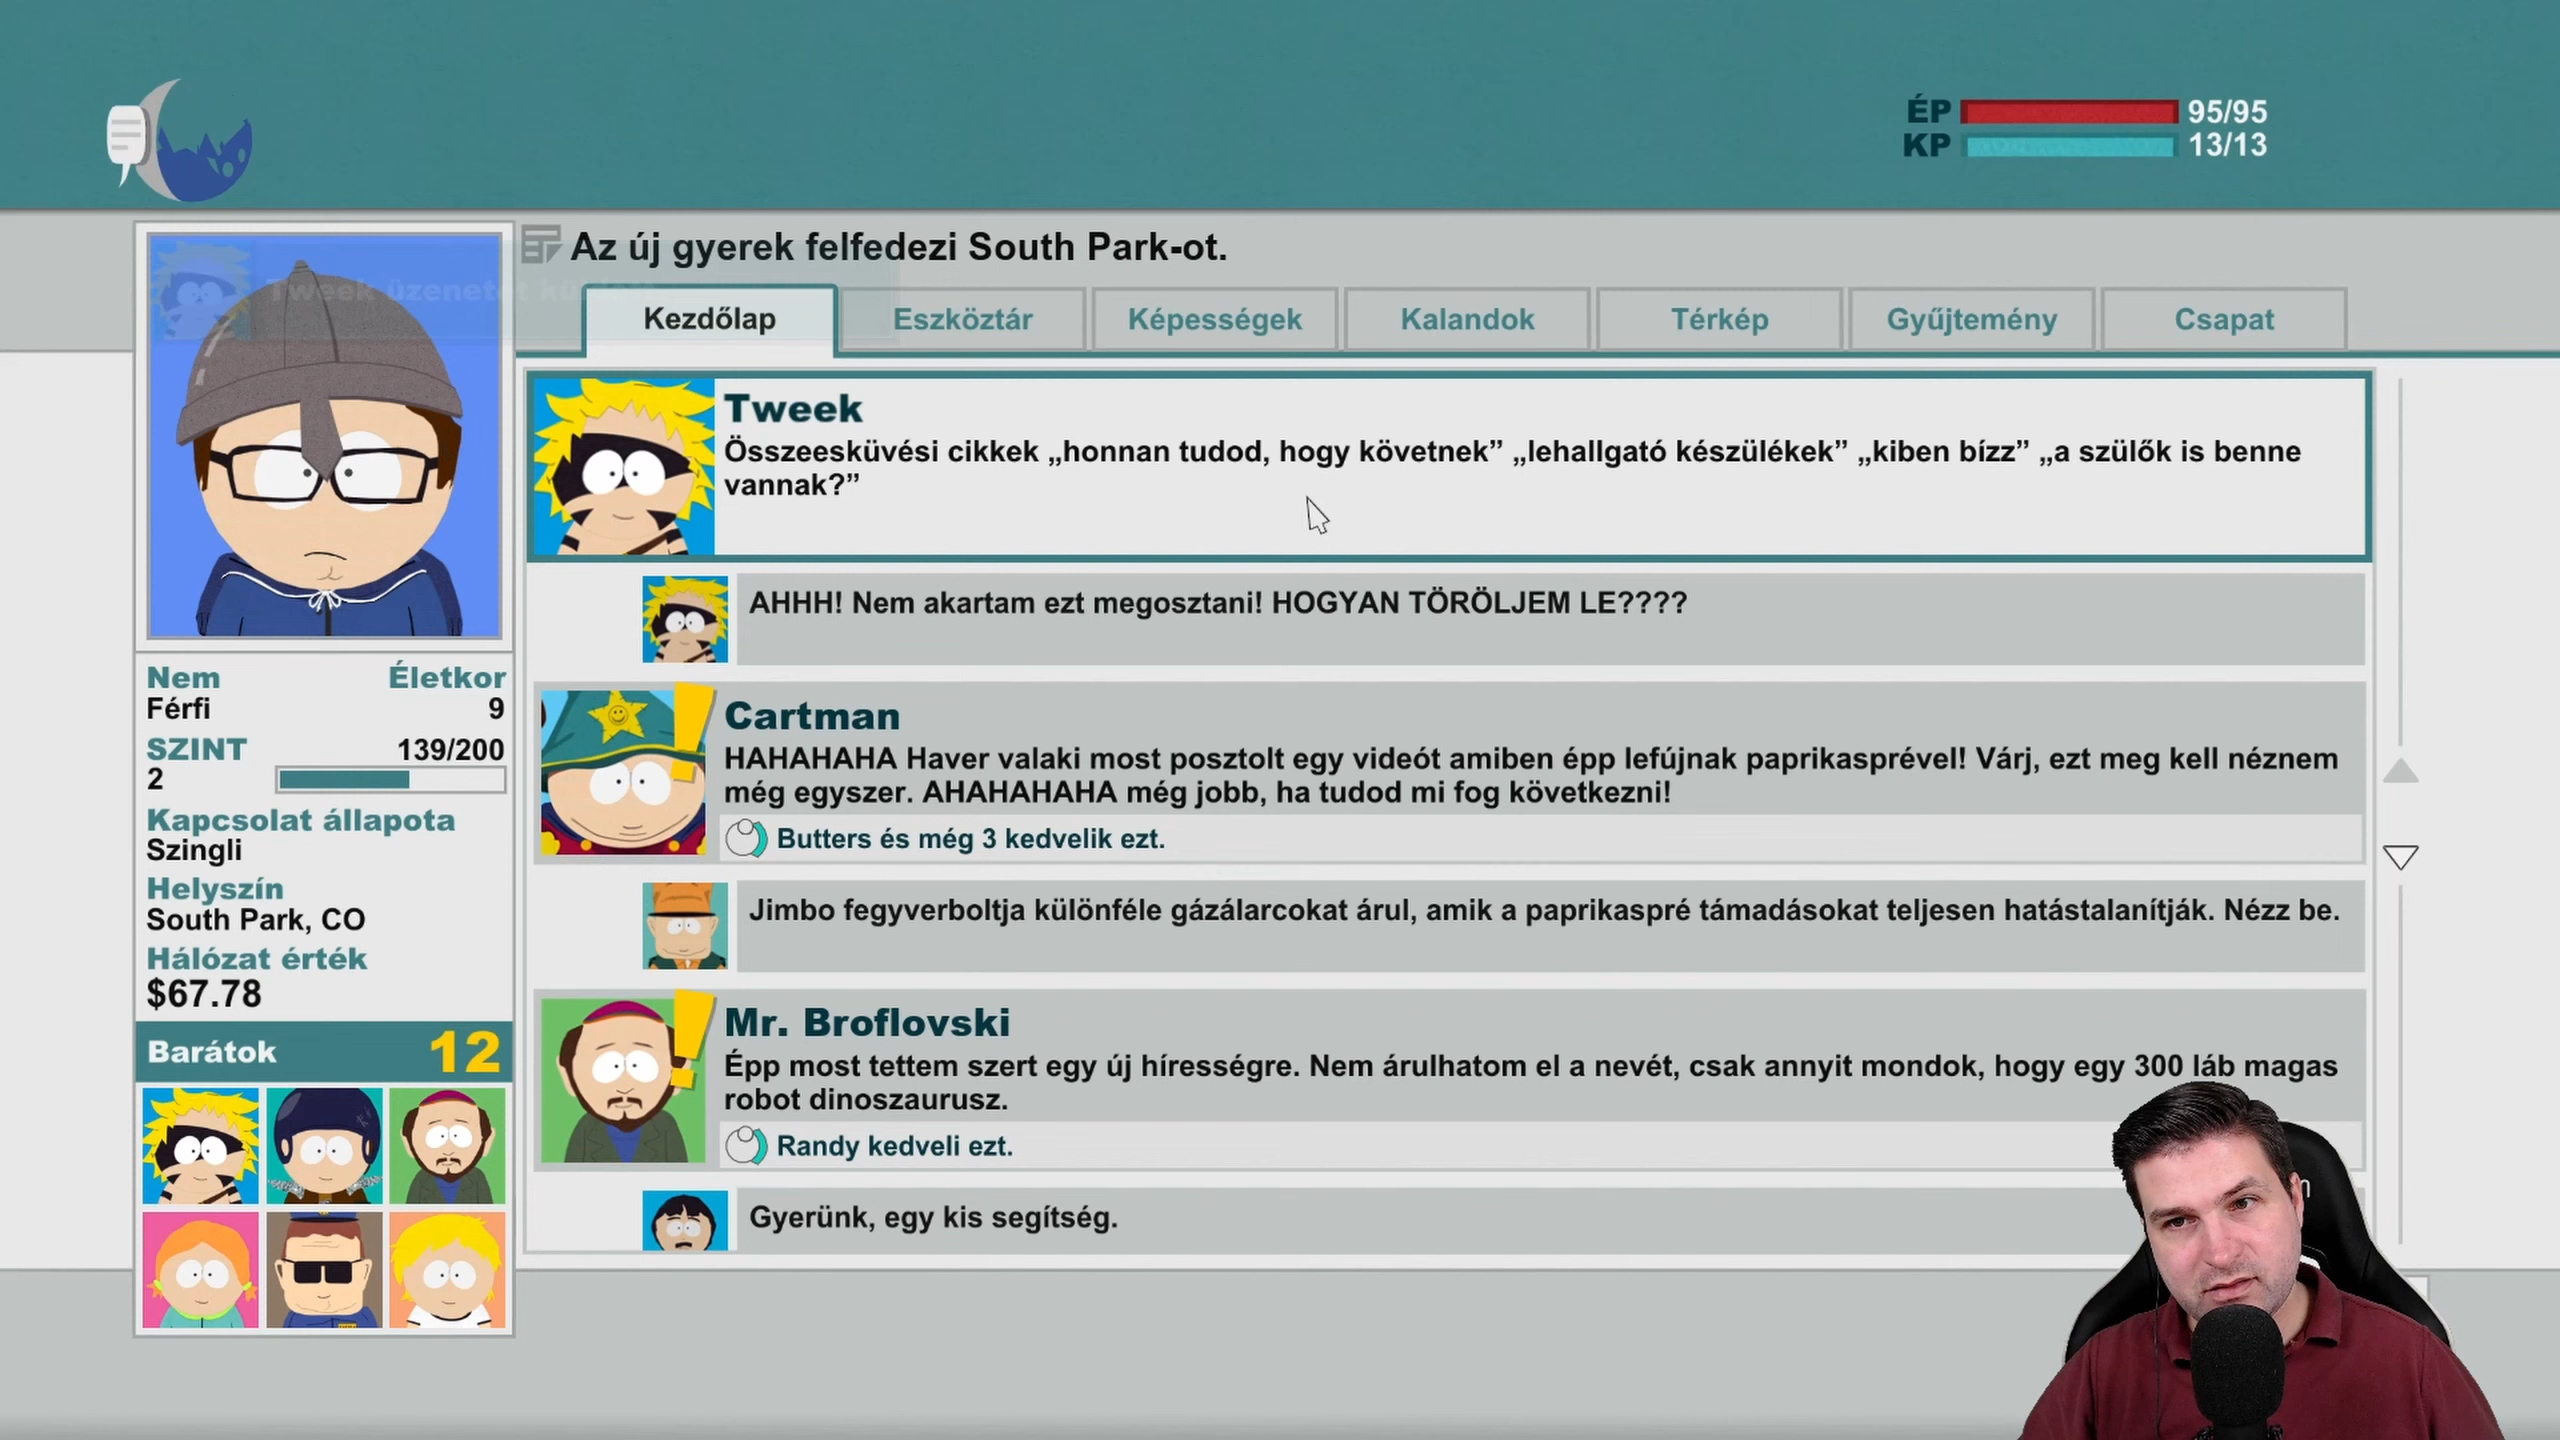 ÉP 95/95
KP 13/13
Az új gyerek felfedezi South Park-ot.
Kezdőlap Eszköztár Képességek Kalandok Térkép Gyűjtemény Csapat
Tweek
Összeesküvési cikkek „honnan tudod, hogy követnek” „lehallgató készülékek” „kiben bízz” „a szülők is benne
vannak?”
AHHH! Nem akartam ezt megosztani! HOGYAN TÖRÖLJEM LE????
Cartman
HAHAHAHA Haver valaki most posztolt egy videót amiben épp lefújnak paprikasprével! Várj, ezt meg kell néznem
még egyszer. AHAHAHAHA még jobb, ha tudod mi fog következni!
Butters és még 3 kedvelik ezt.
Jimbo fegyverboltja különféle gázálarcokat árul, amik a paprikaspré támadásokat teljesen hatástalanítják. Nézz be.
Mr. Broflovski
Épp most tettem szert egy új hírességre. Nem árulhatom el a nevét, csak annyit mondok, hogy egy 300 láb magas
robot dinoszaurusz.
Randy kedveli ezt.
Gyerünk, egy kis segítség.
Nem Életkor
Férfi 9
SZINT 139/200
2
Kapcsolat állapota
Szingli
Helyszín
South Park, CO
Hálózat érték
$67.78
Barátok 12